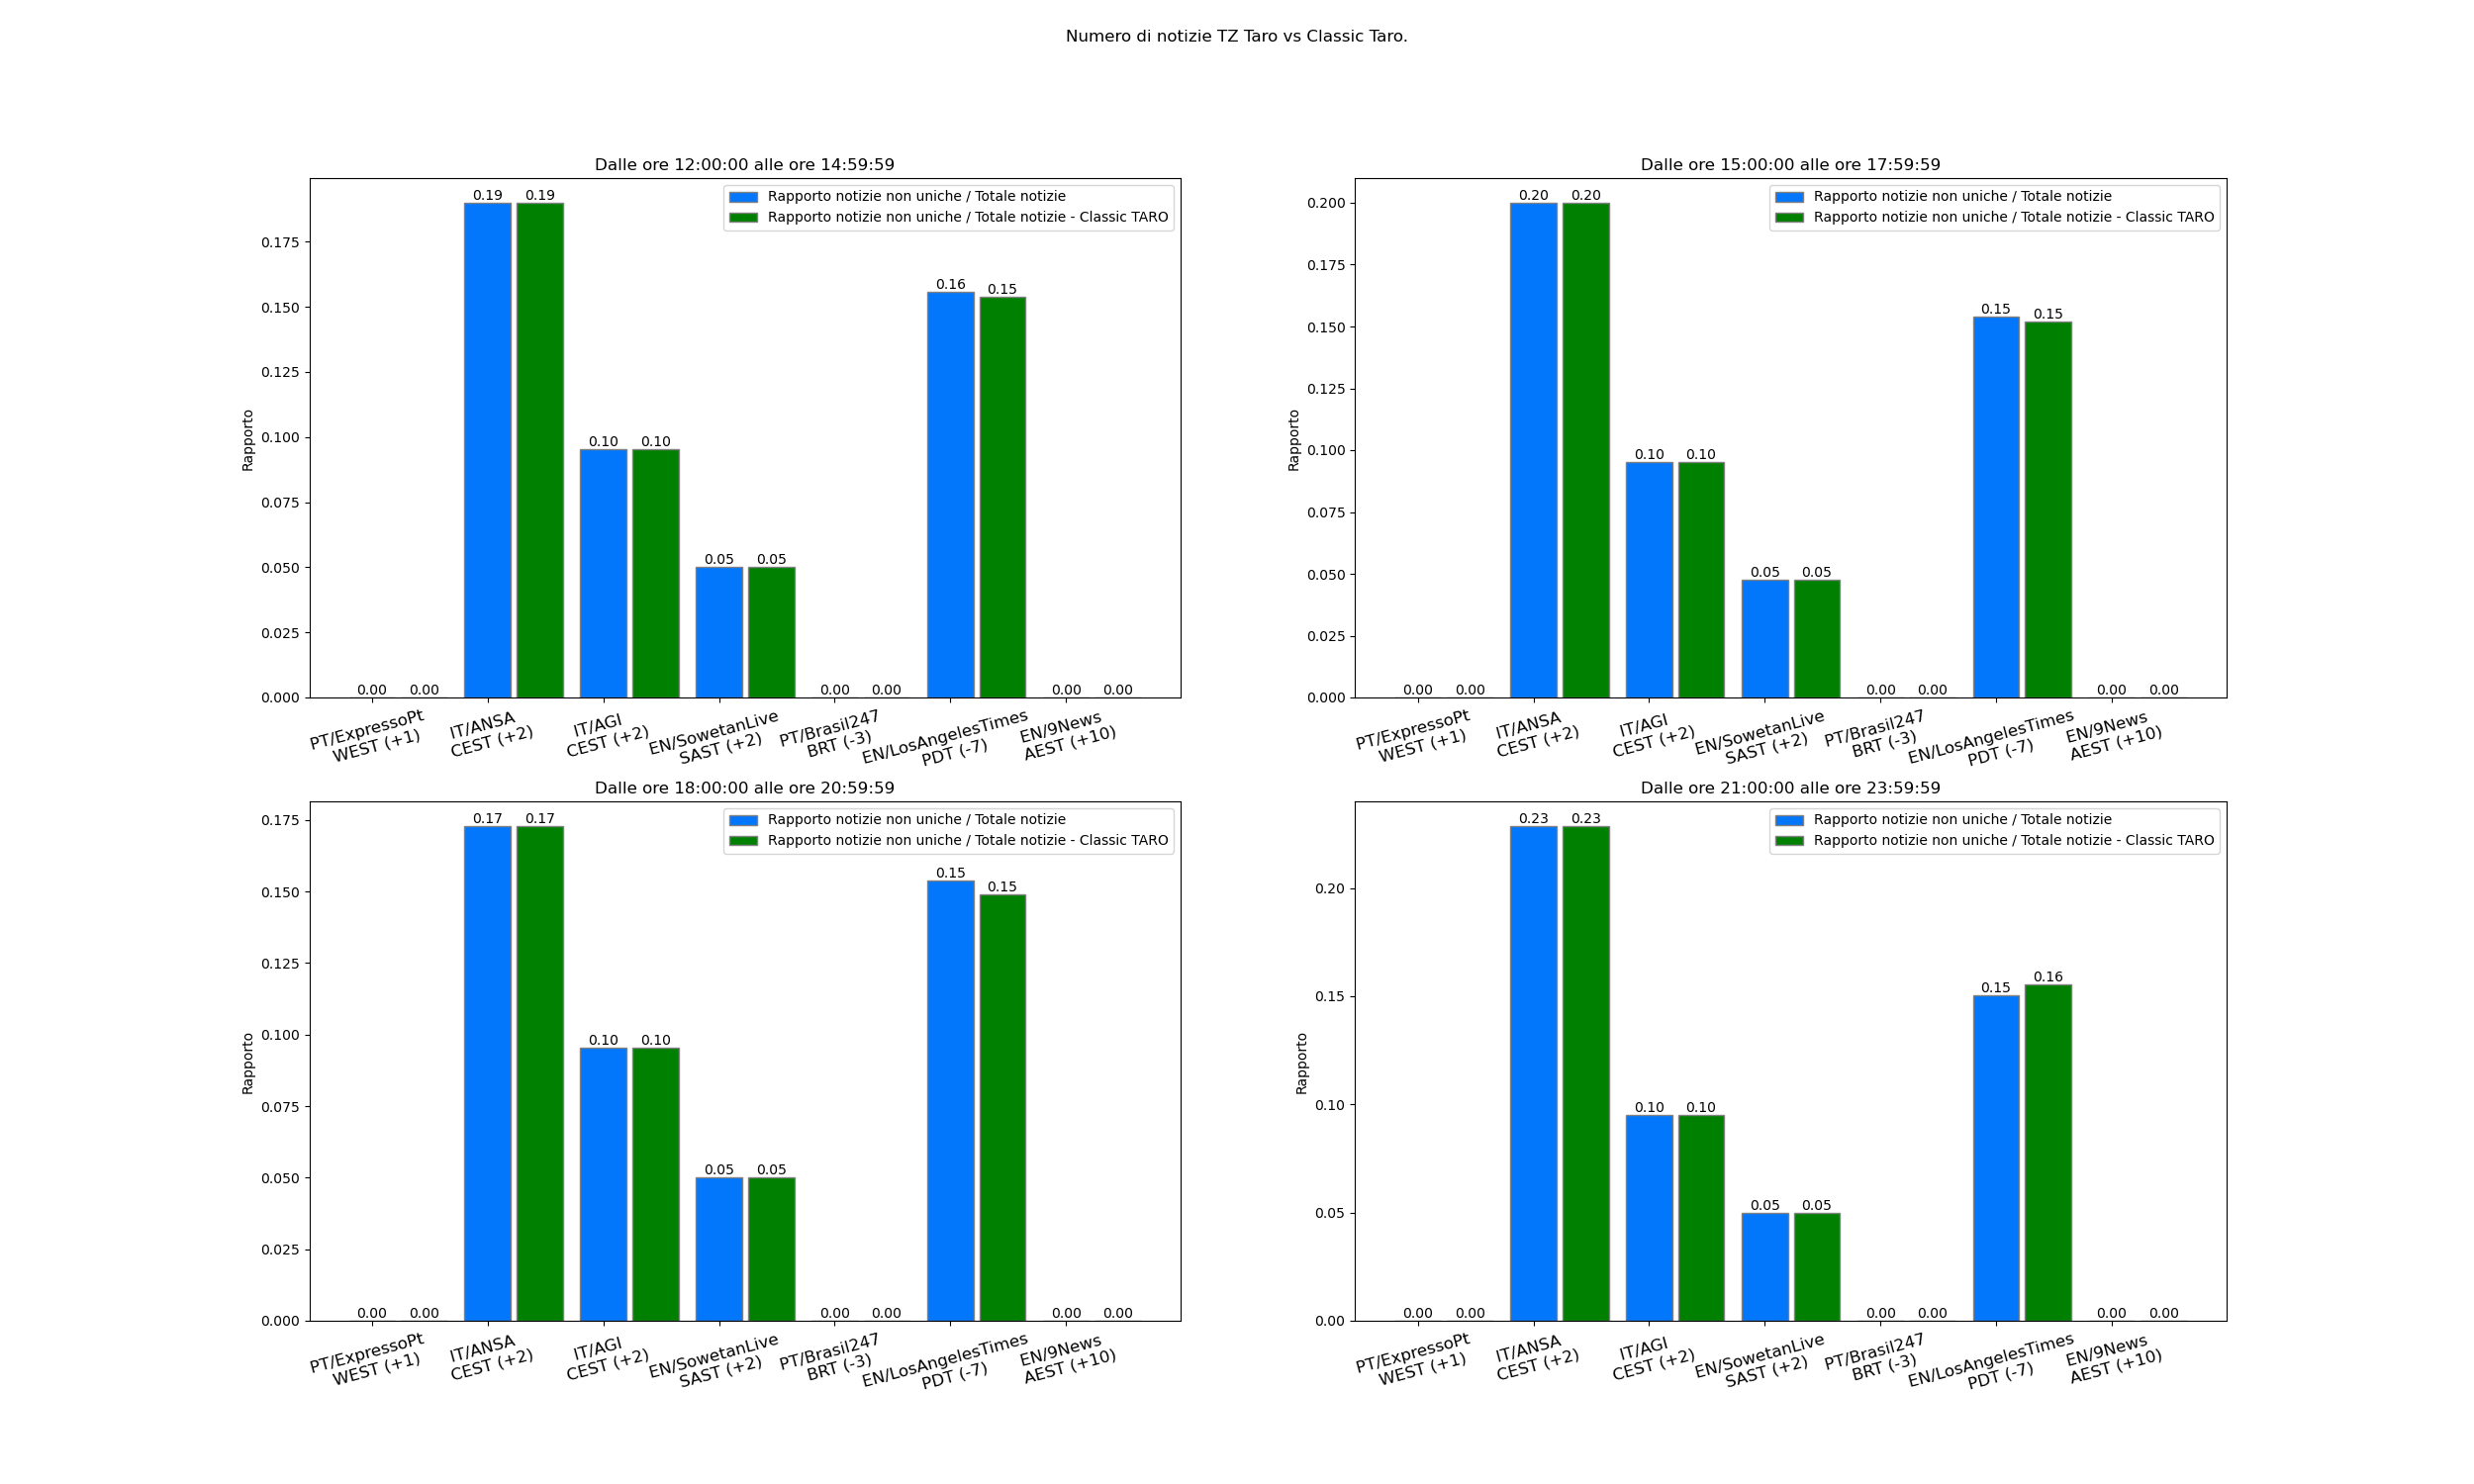 Numero di notizie TZ Taro vs Classic Taro.
Dalle ore 12:00:00 alle ore 14:59:59
Rapporto notizie non uniche / Totale notizie
Rapporto notizie non uniche / Totale notizie - Classic TARO
Rapporto
0.175
0.150
0.125
0.100
0.075
0.050
0.025
0.000
0.00 0.00 0.19 0.19 0.10 0.10 0.05 0.05 0.00 0.00 0.16 0.15 0.00 0.00
PT/ExpressoPt
WEST (+1)
IT/ANSA
CEST (+2)
IT/AGI
CEST (+2)
EN/SowetanLive
SAST (+2)
PT/Brasil247
BRT (-3)
EN/LosAngelesTimes
PDT (-7)
EN/9News
AEST (+10)
Dalle ore 15:00:00 alle ore 17:59:59
Rapporto notizie non uniche / Totale notizie
Rapporto notizie non uniche / Totale notizie - Classic TARO
Rapporto
0.200
0.175
0.150
0.125
0.100
0.075
0.050
0.025
0.000
0.00 0.00 0.20 0.20 0.10 0.10 0.05 0.05 0.00 0.00 0.15 0.15 0.00 0.00
PT/ExpressoPt
WEST (+1)
IT/ANSA
CEST (+2)
IT/AGI
CEST (+2)
EN/SowetanLive
SAST (+2)
PT/Brasil247
BRT (-3)
EN/LosAngelesTimes
PDT (-7)
EN/9News
AEST (+10)
Dalle ore 18:00:00 alle ore 20:59:59
Rapporto notizie non uniche / Totale notizie
Rapporto notizie non uniche / Totale notizie - Classic TARO
Rapporto
0.175
0.150
0.125
0.100
0.075
0.050
0.025
0.000
0.00 0.00 0.17 0.17 0.10 0.10 0.05 0.05 0.00 0.00 0.15 0.15 0.00 0.00
PT/ExpressoPt
WEST (+1)
IT/ANSA
CEST (+2)
IT/AGI
CEST (+2)
EN/SowetanLive
SAST (+2)
PT/Brasil247
BRT (-3)
EN/LosAngelesTimes
PDT (-7)
EN/9News
AEST (+10)
Dalle ore 21:00:00 alle ore 23:59:59
Rapporto notizie non uniche / Totale notizie
Rapporto notizie non uniche / Totale notizie - Classic TARO
Rapporto
0.20
0.15
0.10
0.05
0.00
0.00 0.00 0.23 0.23 0.10 0.10 0.05 0.05 0.00 0.00 0.15 0.16 0.00 0.00
PT/ExpressoPt
WEST (+1)
IT/ANSA
CEST (+2)
IT/AGI
CEST (+2)
EN/SowetanLive
SAST (+2)
PT/Brasil247
BRT (-3)
EN/LosAngelesTimes
PDT (-7)
EN/9News
AEST (+10)